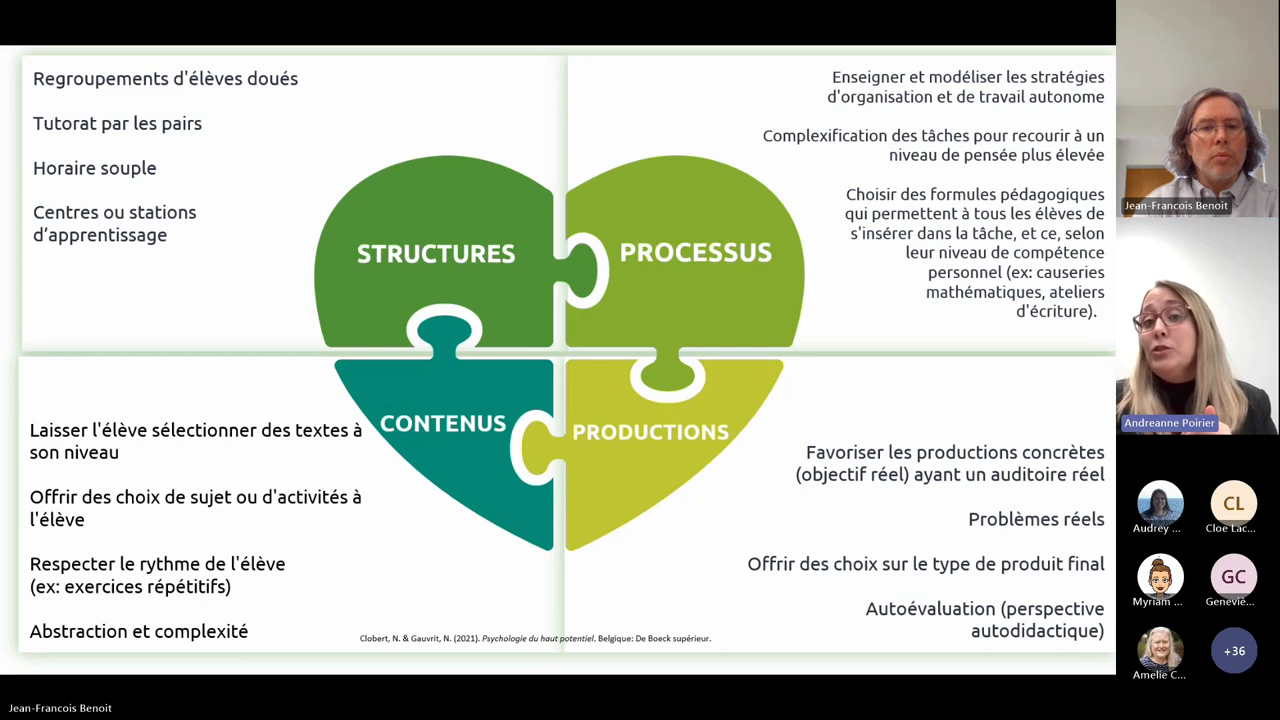 Regroupements d'élèves doués
Tutorat par les pairs
Horaire souple
Centres ou stations
d’apprentissage
Enseigner et modéliser les stratégies
d'organisation et de travail autonome
Complexification des tâches pour recourir à un
niveau de pensée plus élevée
Choisir des formules pédagogiques
qui permettent à tous les élèves de
s'insérer dans la tâche, et ce, selon
leur niveau de compétence
personnel (ex: causeries
mathématiques, ateliers
d'écriture).
STRUCTURES
PROCESSUS
CONTENUS
PRODUCTIONS
Laisser l'élève sélectionner des textes à
son niveau
Offrir des choix de sujet ou d'activités à
l'élève
Respecter le rythme de l'élève
(ex: exercices répétitifs)
Abstraction et complexité
Favoriser les productions concrètes
(objectif réel) ayant un auditoire réel
Problèmes réels
Offrir des choix sur le type de produit final
Autoévaluation (perspective
autodidactique)
Clobert, N. & Gauvrit, N. (2021). Psychologie du haut potentiel. Belgique: De Boeck supérieur.
Jean-Francois Benoit
Andreanne Poirier
CL
Audrey ...
Cloe Lac...
GC
Myriam ...
Geneviè...
+36
Amelie C...
Jean-Francois Benoit